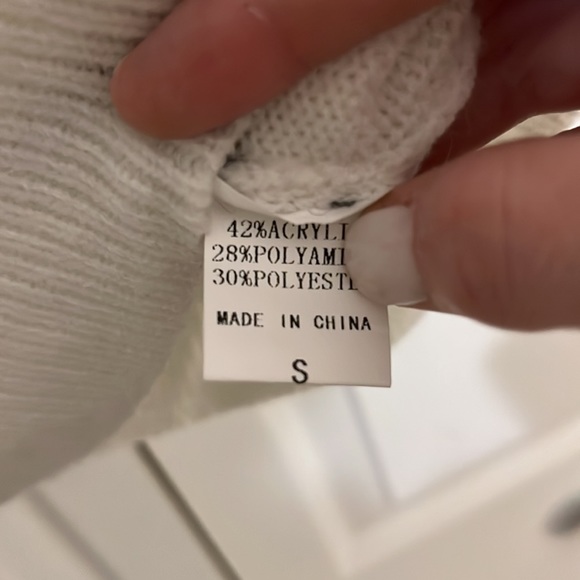 42%ACRYLI
28%POLYAMI
30%POLYESTE
MADE IN CHINA
S